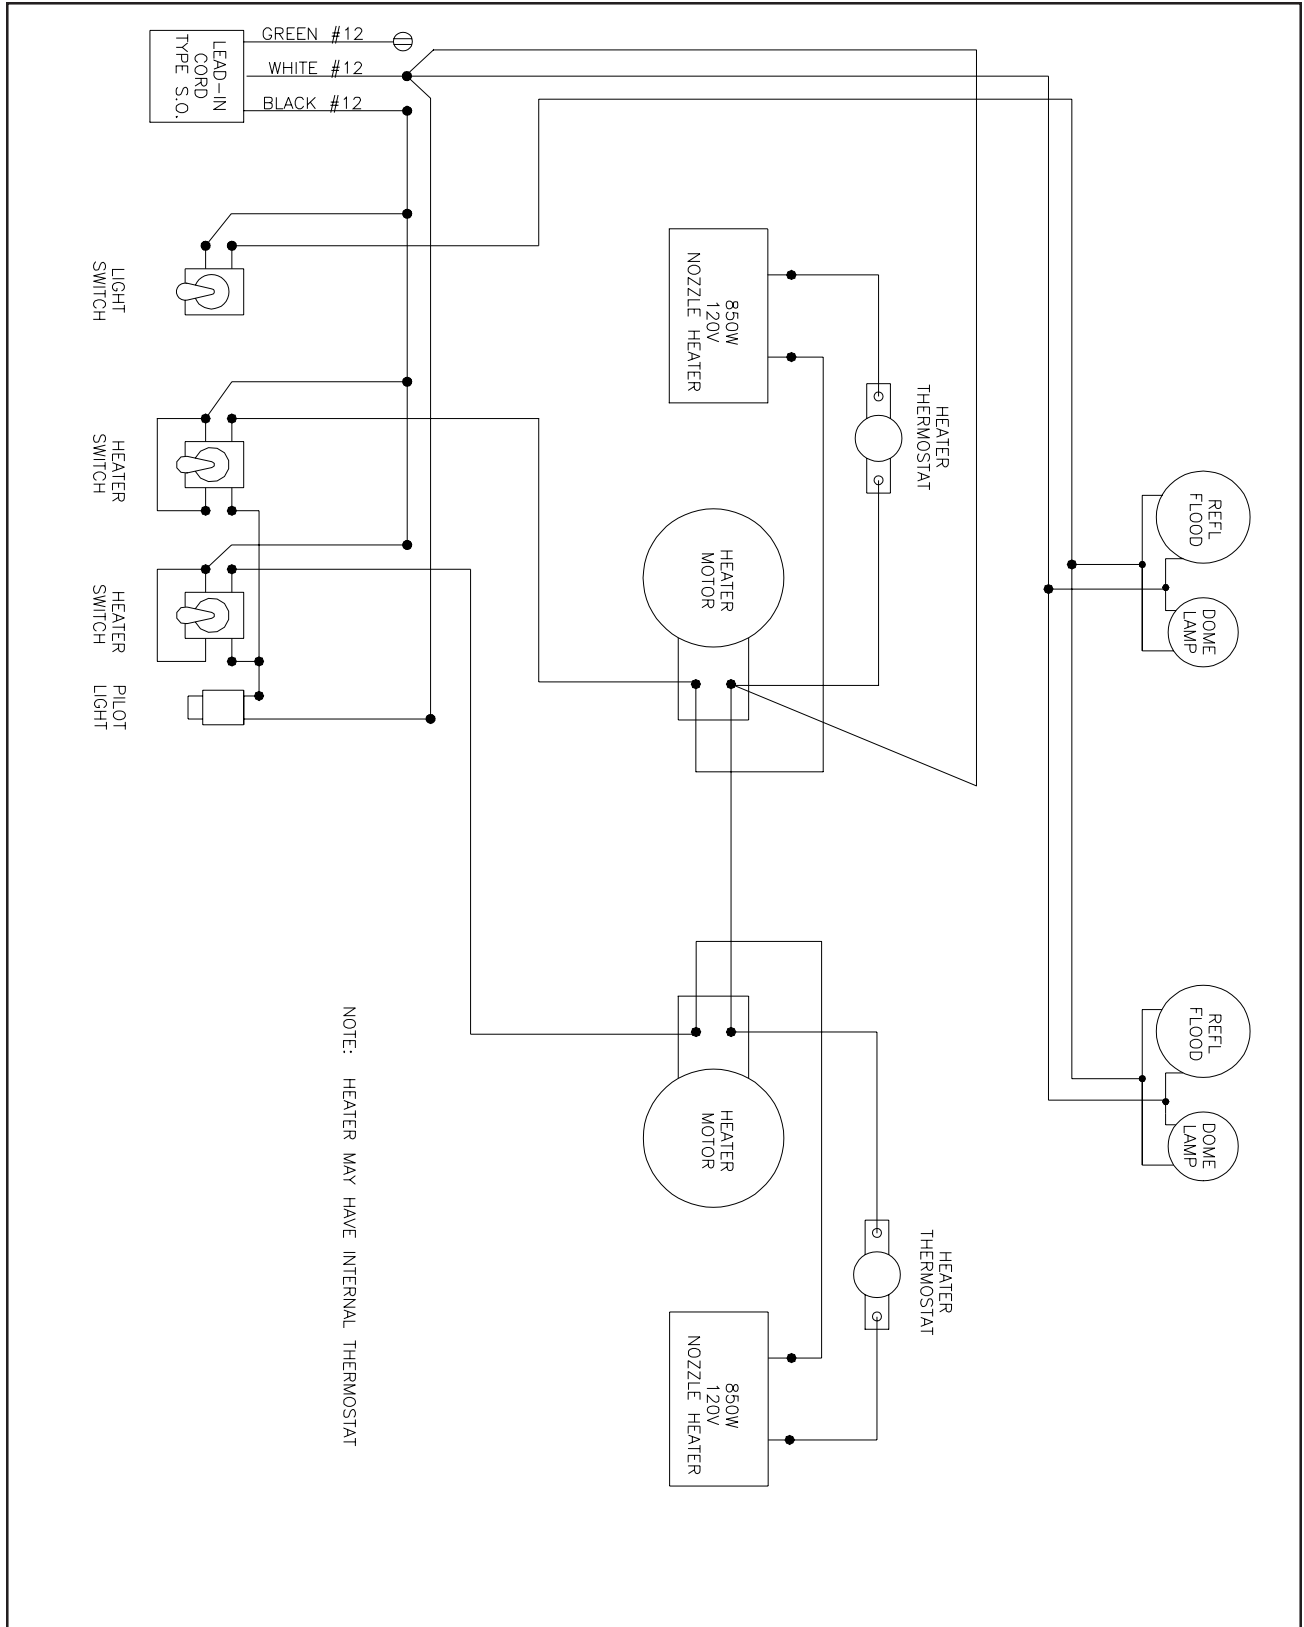 GREEN #12
WHITE #12
BLACK #12
LEAD-IN
CORD
TYPE S.O.
LIGHT
SWITCH
HEATER
SWITCH
HEATER
SWITCH
PILOT
LIGHT
850W
120V
NOZZLE HEATER
HEATER
THERMOSTAT
HEATER
MOTOR
REFL
FLOOD
DOME
LAMP
REFL
FLOOD
DOME
LAMP
HEATER
MOTOR
HEATER
THERMOSTAT
850W
120V
NOZZLE HEATER
NOTE: HEATER MAY HAVE INTERNAL THERMOSTAT